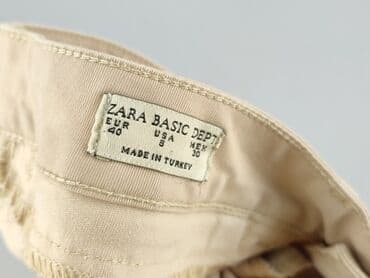 ZARA BASIC DEPT
EUR USA MEX
40 8 30
MADE IN TURKEY